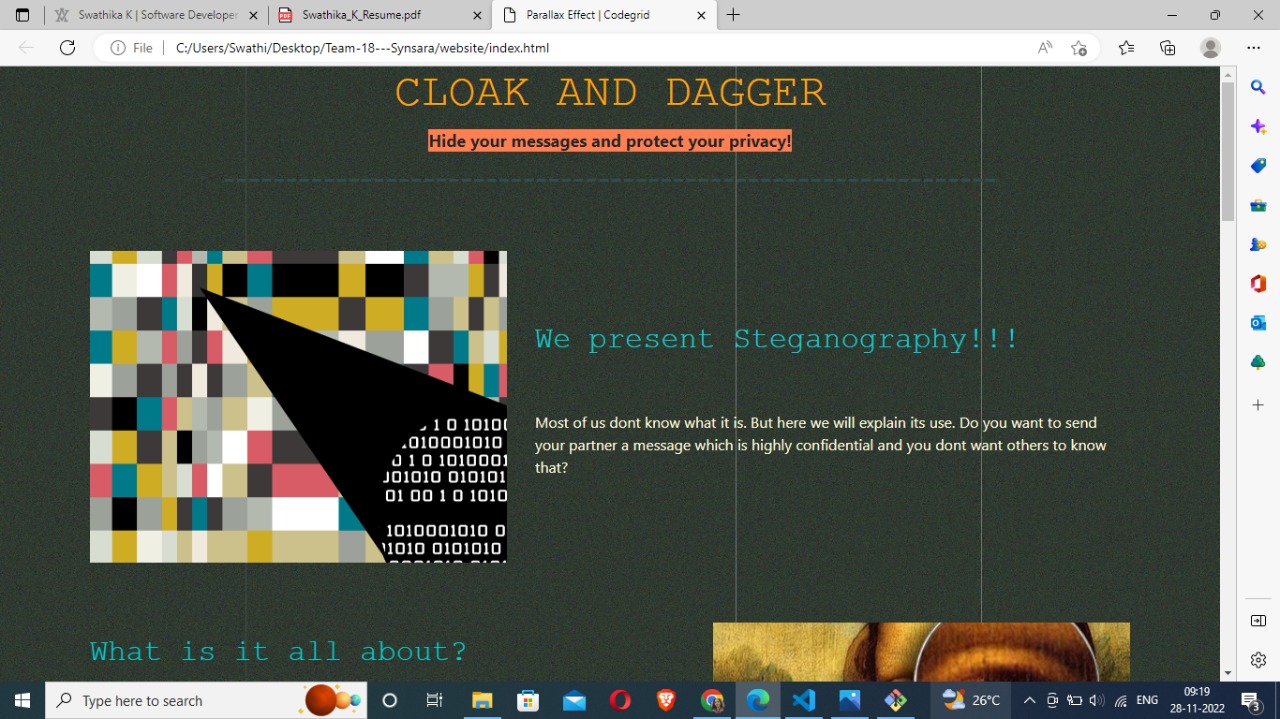 Swathika K | Software Developer
Swathika_K_Resume.pdf
Parallax Effect | Codegrid
File
C:/Users/Swathi/Desktop/Team-18---Synsara/website/index.html
CLOAK AND DAGGER
Hide your messages and protect your privacy!
We present Steganography!!!
Most of us dont know what it is. But here we will explain its use. Do you want to send
your partner a message which is highly confidential and you dont want others to know
that?
1 0 1010
1010001010
1 0 101000
001010 01010
01 00 1 0 1010
1010001010 0
01010 0101010
What is it all about?
Type here to search
26°C
ENG
09:19
28-11-2022
3